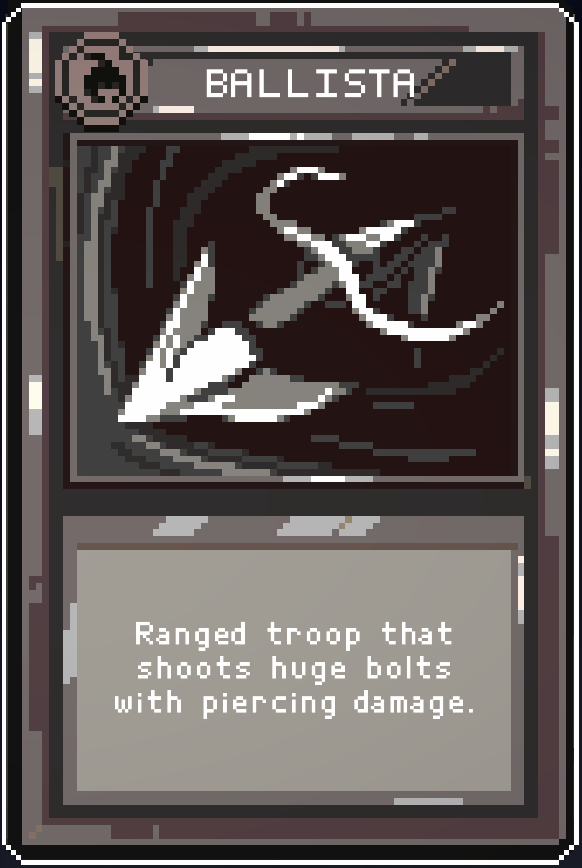 BALLISTA
Ranged troop that
shoots huge bolts
with piercing damage.